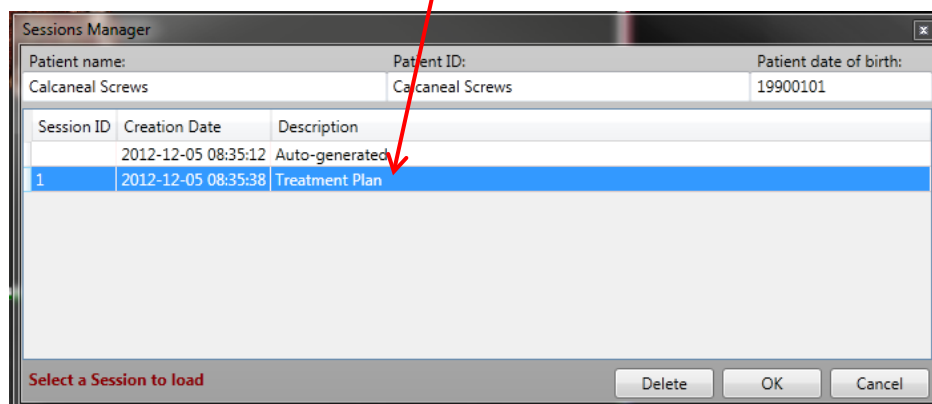 Sessions Manager
Patient name: Patient ID: Patient date of birth:
Calcaneal Screws Calcaneal Screws 19900101
Session ID Creation Date Description
2012-12-05 08:35:12 Auto-generated
1 2012-12-05 08:35:38 Treatment Plan
Select a Session to load Delete OK Cancel